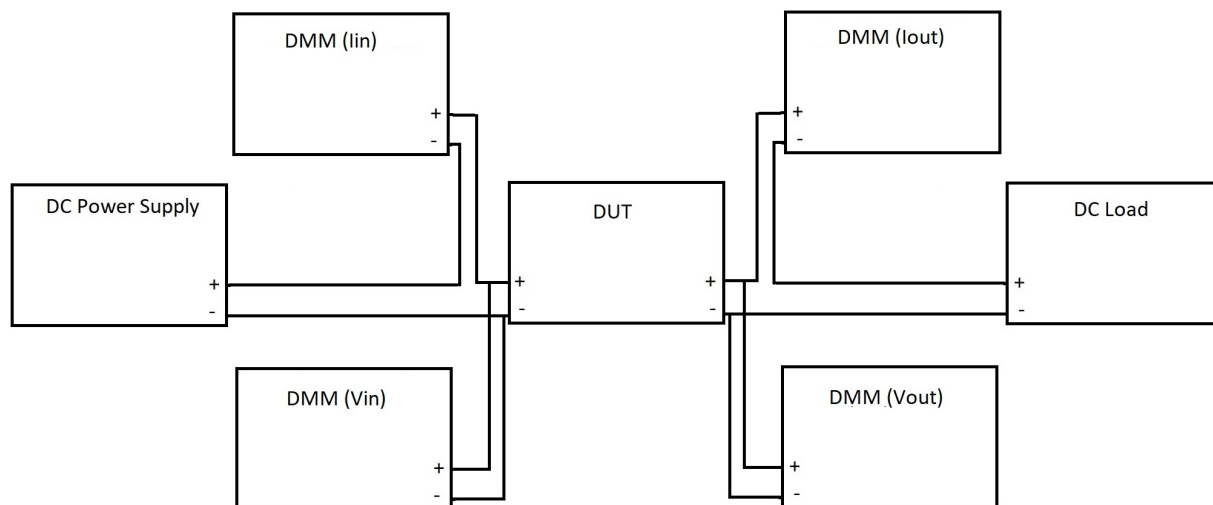 DMM (Iin)
+
-
DMM (Iout)
+
-
DC Power Supply
+
-
DUT
+ +
- -
DC Load
+
-
DMM (Vin)
+
-
DMM (Vout)
+
-